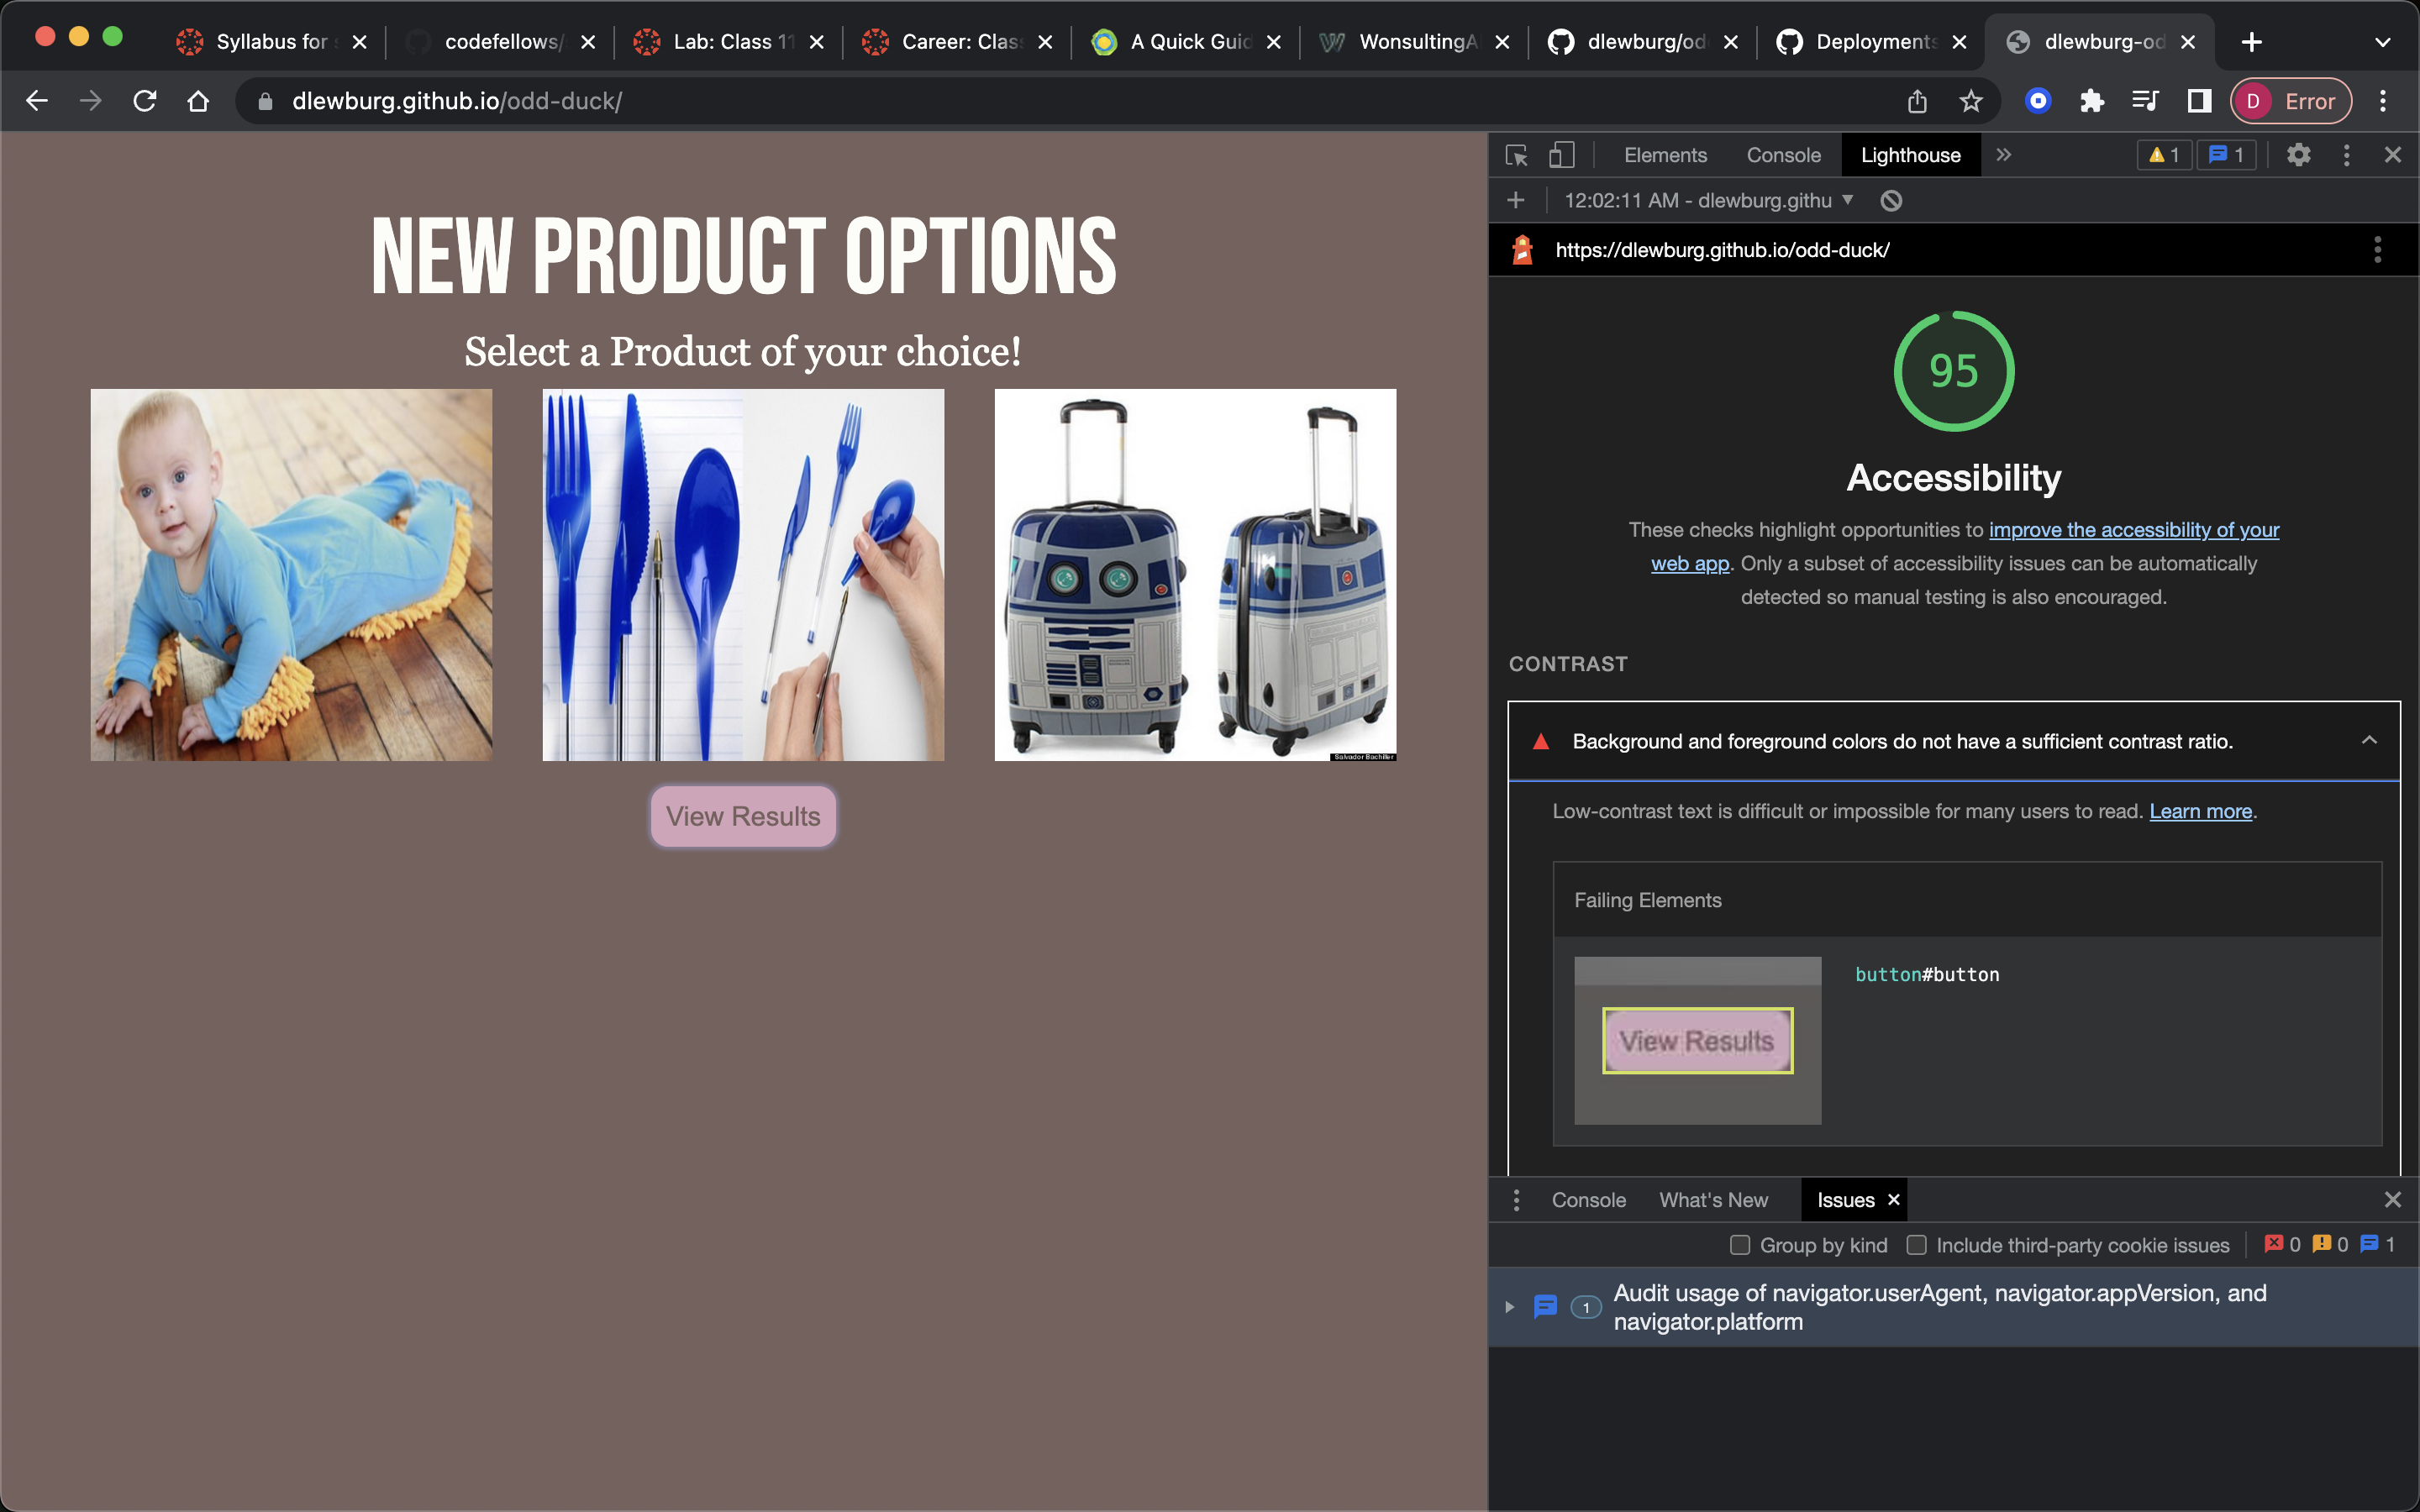 Syllabus for
codefellows/
Lab: Class 11
Career: Clas
A Quick Guid
WonsultingA
dlewburg/od
Deployments
dlewburg-od
dlewburg.github.io/odd-duck/
D Error
NEW PRODUCT OPTIONS
Select a Product of your choice!
Salvador Bachiller
View Results
Elements Console Lighthouse 1 1
12:02:11 AM - dlewburg.githu
https://dlewburg.github.io/odd-duck/
95
Accessibility
These checks highlight opportunities to improve the accessibility of your
web app. Only a subset of accessibility issues can be automatically
detected so manual testing is also encouraged.
CONTRAST
Background and foreground colors do not have a sufficient contrast ratio.
Low-contrast text is difficult or impossible for many users to read. Learn more.
Failing Elements
View Results
button#button
Console What's New Issues
Group by kind Include third-party cookie issues 0 0 1
1 Audit usage of navigator.userAgent, navigator.appVersion, and
navigator.platform